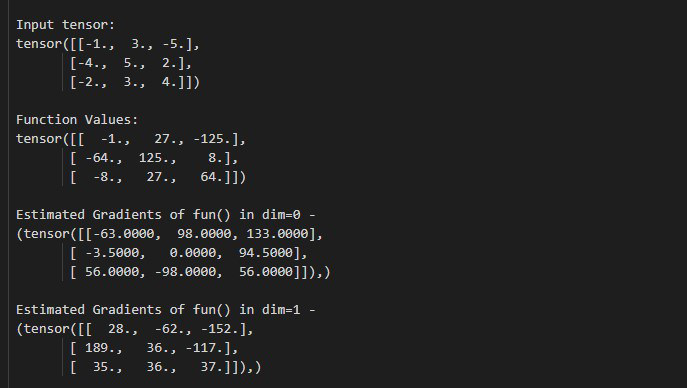 Input tensor:
tensor([[-1.,  3., -5.],
        [-4.,  5.,  2.],
        [-2.,  3.,  4.]])
Function Values:
tensor([[  -1.,   27., -125.],
        [ -64.,  125.,    8.],
        [  -8.,   27.,   64.]])
Estimated Gradients of fun() in dim=0 -
(tensor([[-63.0000,  98.0000, 133.0000],
        [ -3.5000,   0.0000,  94.5000],
        [ 56.0000, -98.0000,  56.0000]]),)
Estimated Gradients of fun() in dim=1 -
(tensor([[  28.,  -62., -152.],
        [ 189.,   36., -117.],
        [  35.,   36.,   37.]]),)